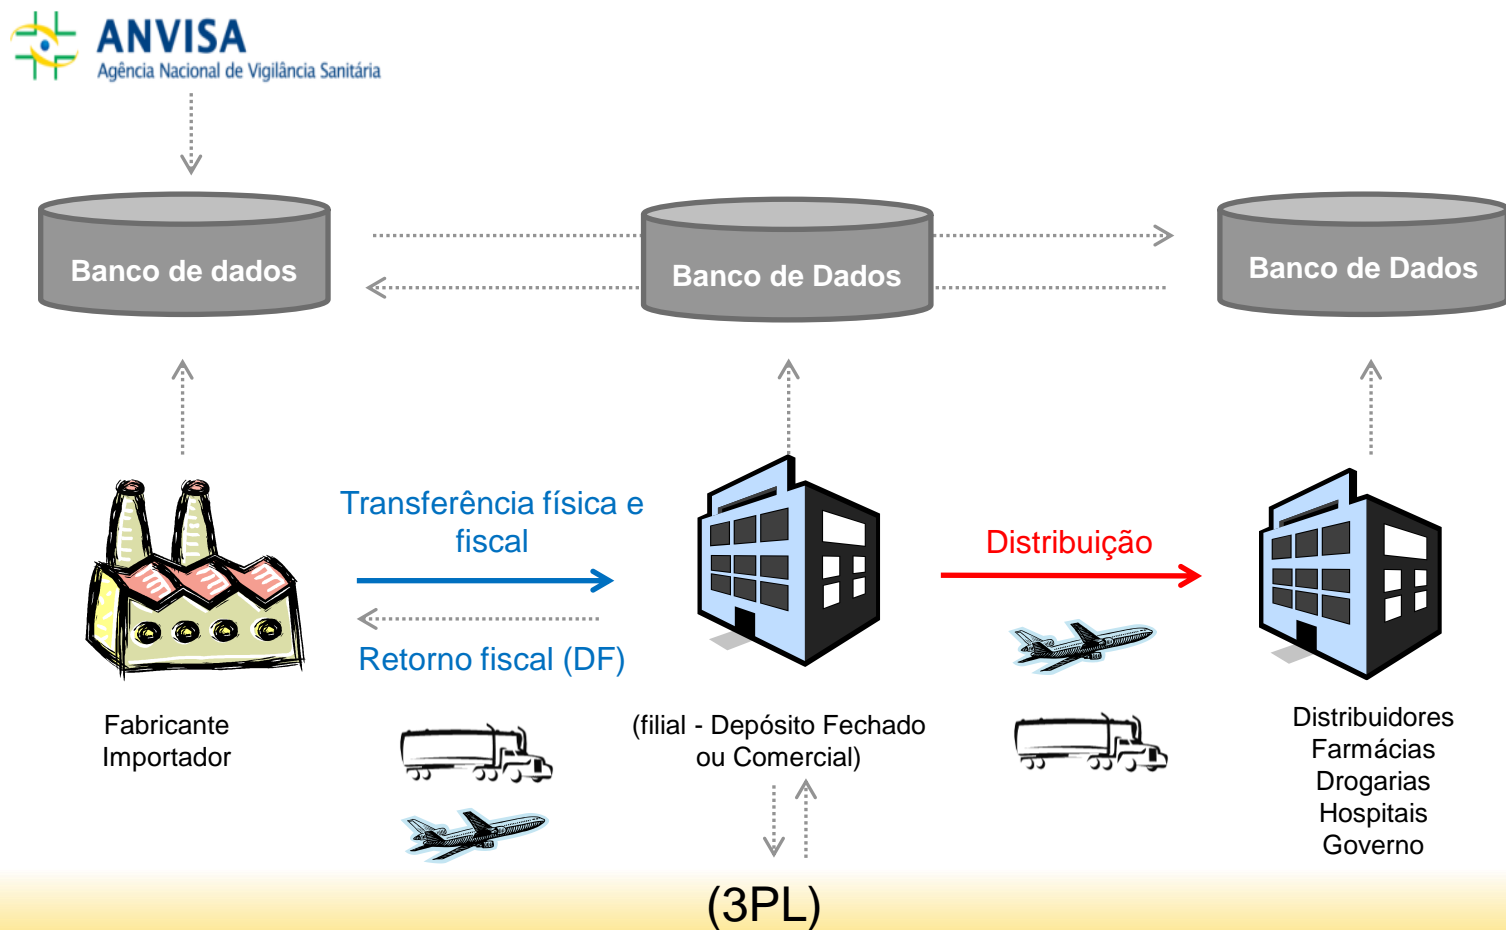 ANVISA
Agência Nacional de Vigilância Sanitária
Banco de dados
Banco de Dados
Banco de Dados
Transferência física e
fiscal
Retorno fiscal (DF)
Distribuição
Fabricante
Importador
(filial - Depósito Fechado
ou Comercial)
Distribuidores
Farmácias
Drogarias
Hospitais
Governo
(3PL)